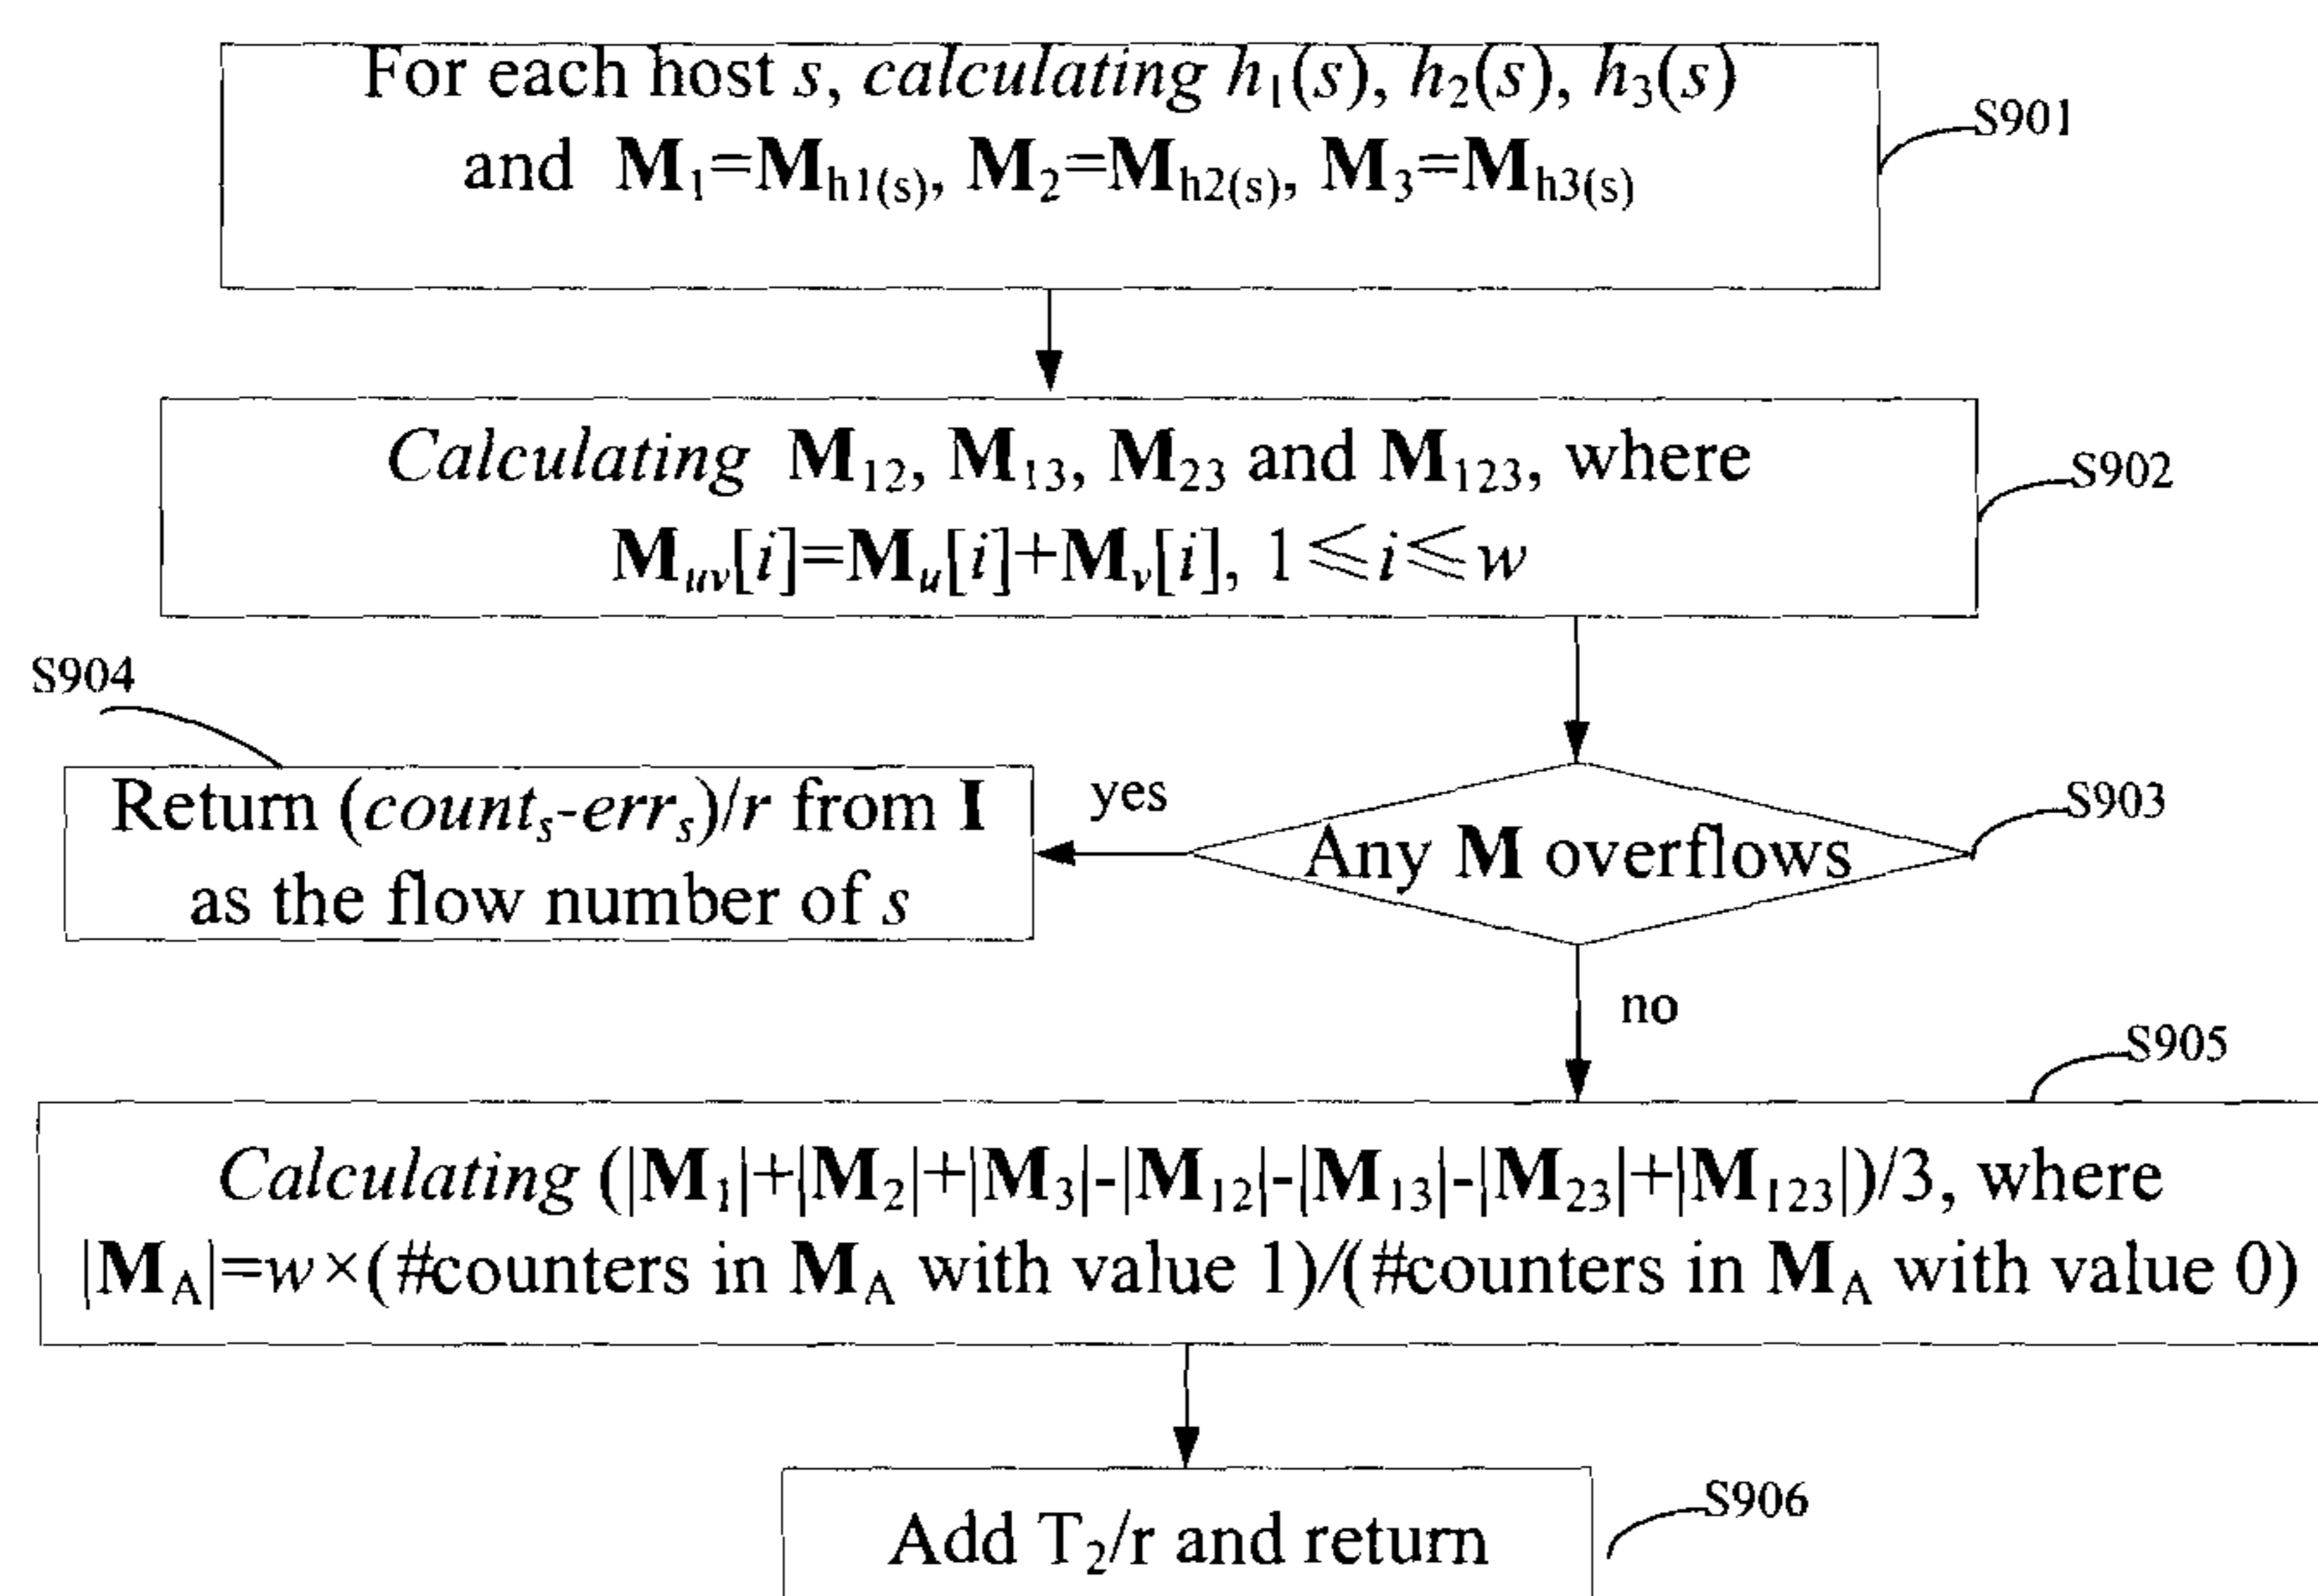 For each host s, calculating h₁(s), h₂(s), h₃(s)
and M₁=Mh1(s), M₂=Mh2(s), M₃=Mh3(s)
S901
Calculating M₁₂, M₁₃, M₂₃ and M₁₂₃, where
Muv[i]=Mu[i]+Mv[i], 1≤i≤w
S902
S904
Return (counts-errs)/r from I
as the flow number of s
yes
Any M overflows
S903
no
S905
Calculating (|M₁|+|M₂|+|M₃|-|M₁₂|-|M₁₃|-|M₂₃|+|M₁₂₃|)/3, where
|MA|=w×(#counters in MA with value 1)/(#counters in MA with value 0)
Add T₂/r and return
S906